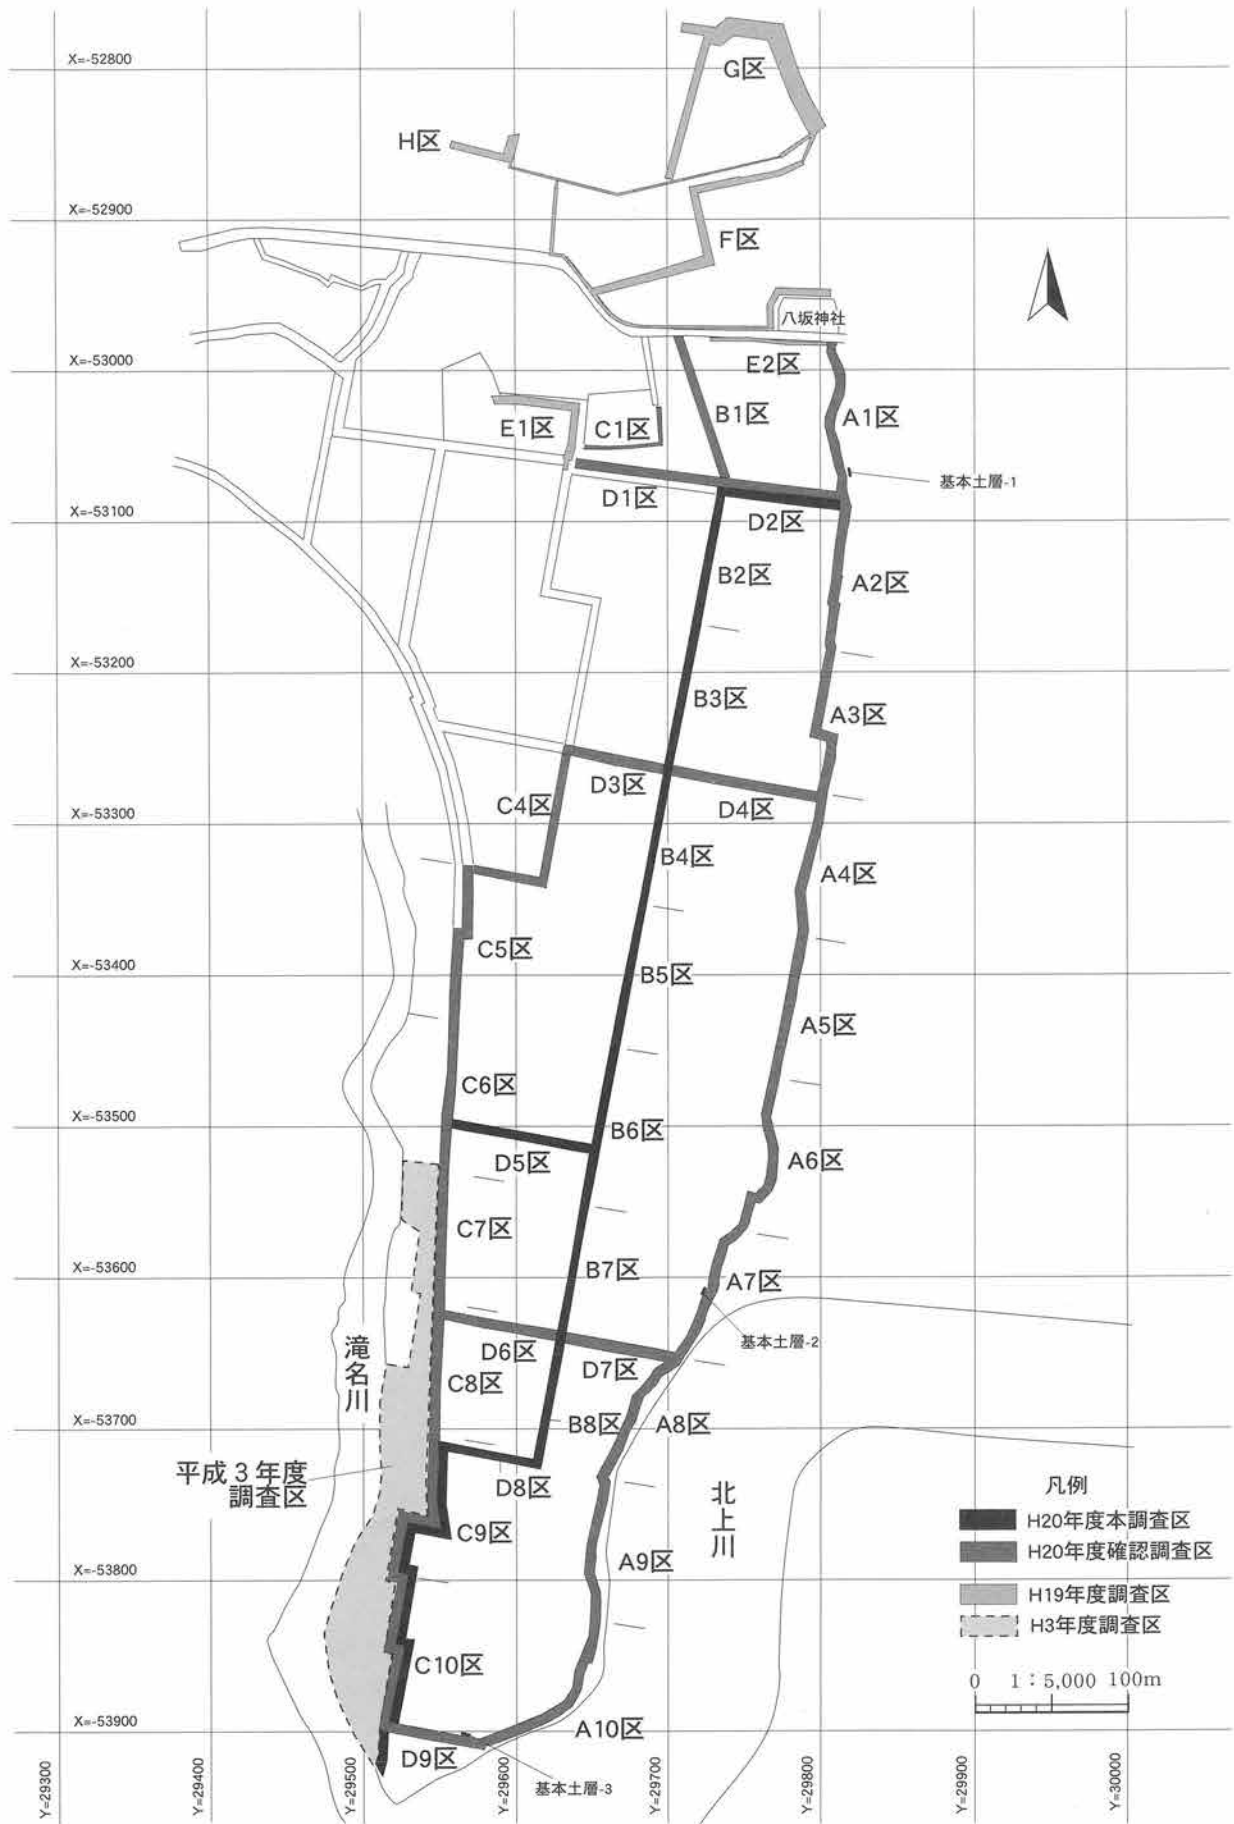 X=-52800
G区
H区
X=-52900
F区
八坂神社
X=-53000
E2区
B1区
A1区
E1区
C1区
基本土層-1
D1区
X=-53100
D2区
B2区
A2区
X=-53200
B3区
A3区
D3区
C4区
D4区
X=-53300
B4区
A4区
C5区
X=-53400
B5区
A5区
C6区
X=-53500
B6区
D5区
A6区
C7区
X=-53600
B7区
A7区
基本土層-2
滝名川
D6区
D7区
C8区
X=-53700
B8区
A8区
平成3年度
調査区
D8区
北上川
凡例
H20年度本調査区
C9区
H20年度確認調査区
A9区
X=-53800
H19年度調査区
H3年度調査区
C10区
0 1:5,000 100m
X=-53900
A10区
D9区
基本土層-3
Y=29300
Y=29400
Y=29500
Y=29600
Y=29700
Y=29800
Y=29900
Y=30000